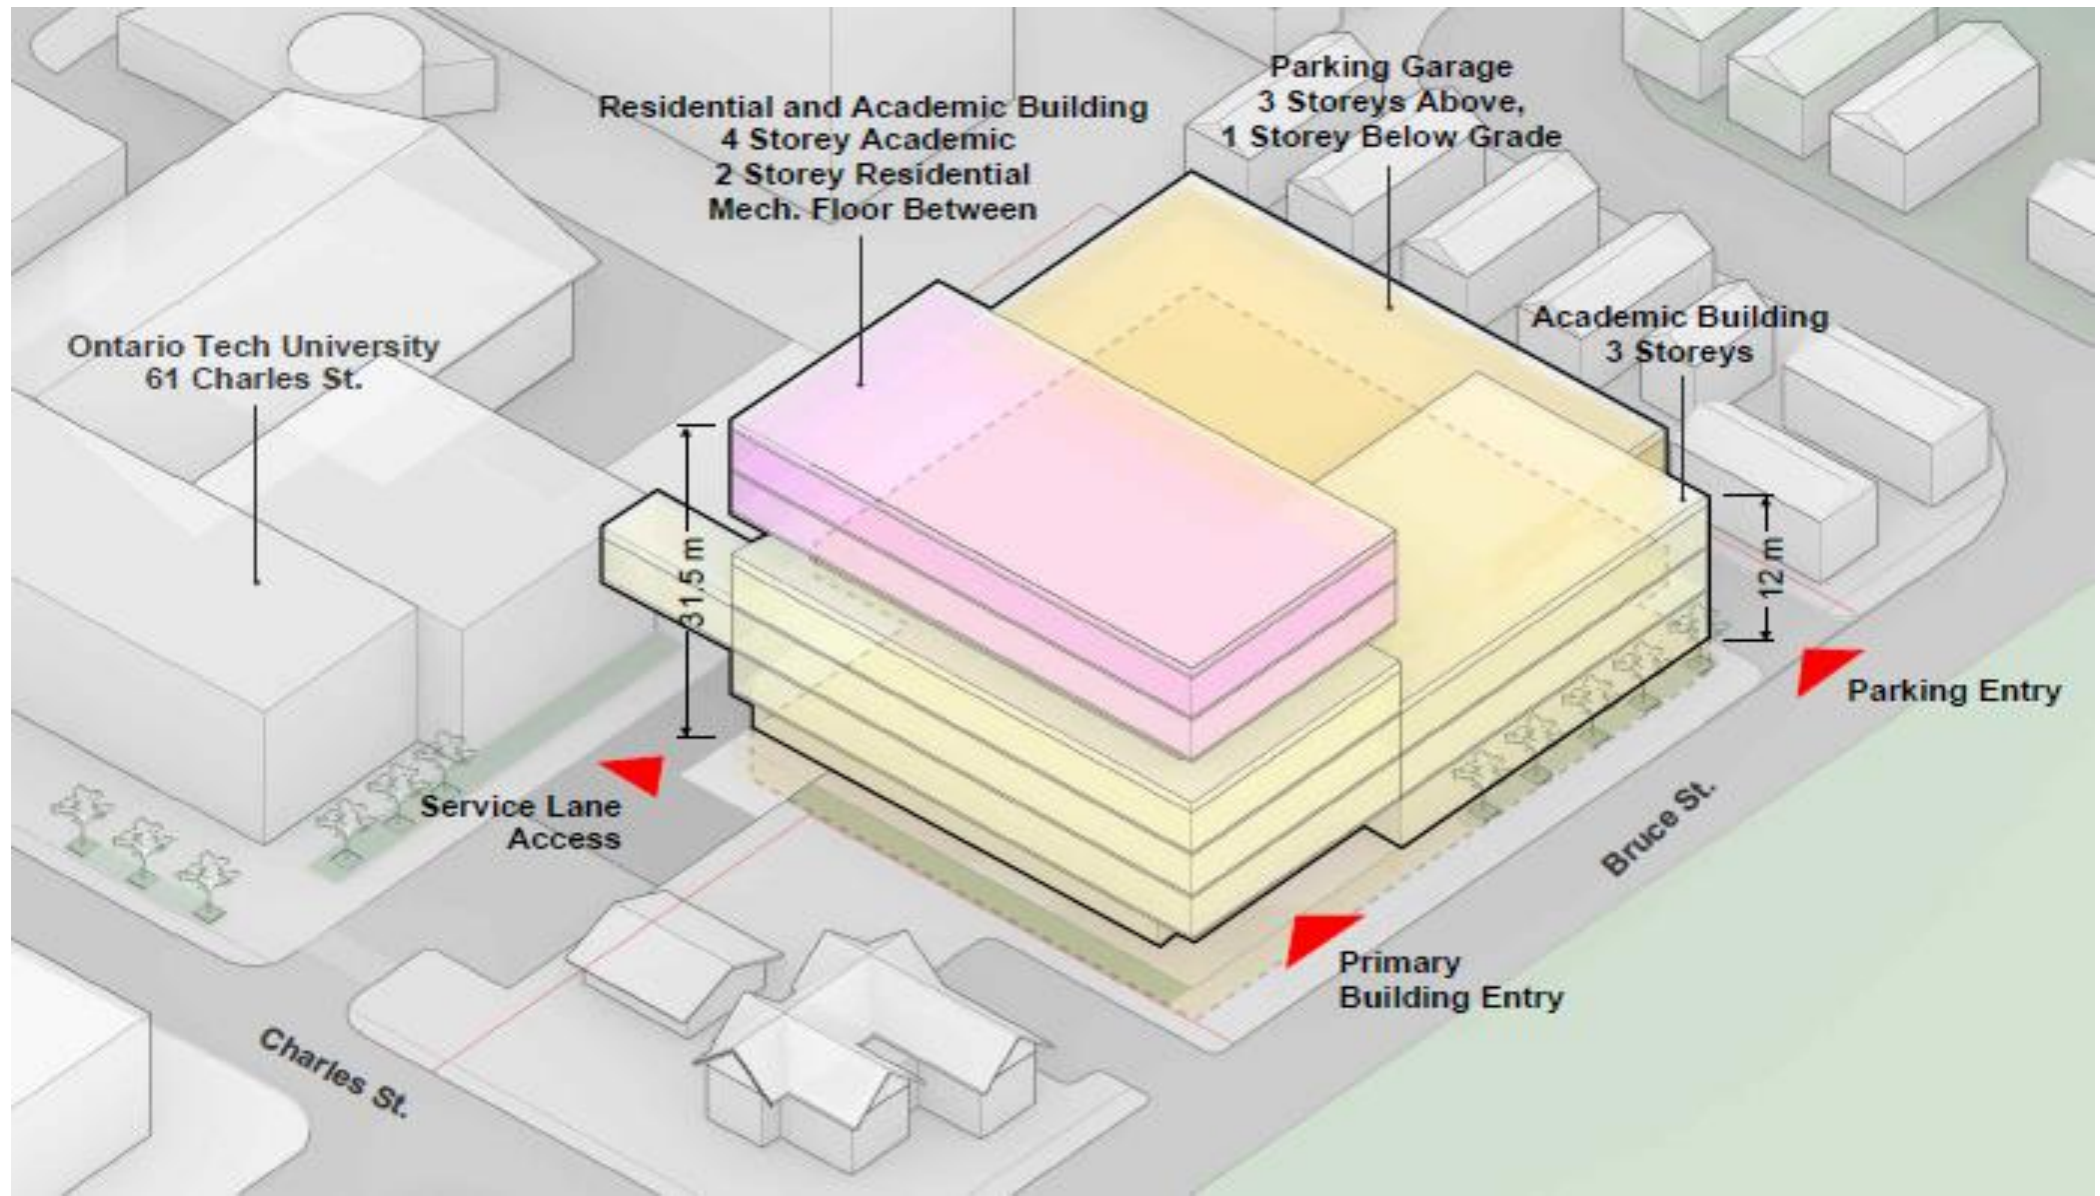 Parking Garage
3 Storeys Above,
1 Storey Below Grade
Residential and Academic Building
4 Storey Academic
2 Storey Residential
Mech. Floor Between
Academic Building
3 Storeys
Ontario Tech University
61 Charles St.
31.5 m
12 m
Parking Entry
Service Lane
Access
Bruce St.
Primary
Building Entry
Charles St.